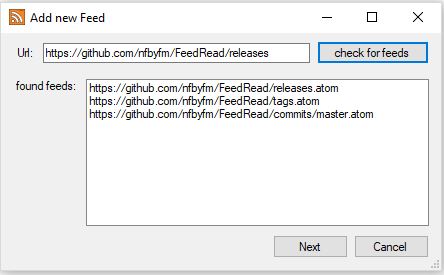 Add new Feed
Url: https://github.com/nfbyfm/FeedRead/releases check for feeds
found feeds:
https://github.com/nfbyfm/FeedRead/releases.atom
https://github.com/nfbyfm/FeedRead/tags.atom
https://github.com/nfbyfm/FeedRead/commits/master.atom
Next Cancel